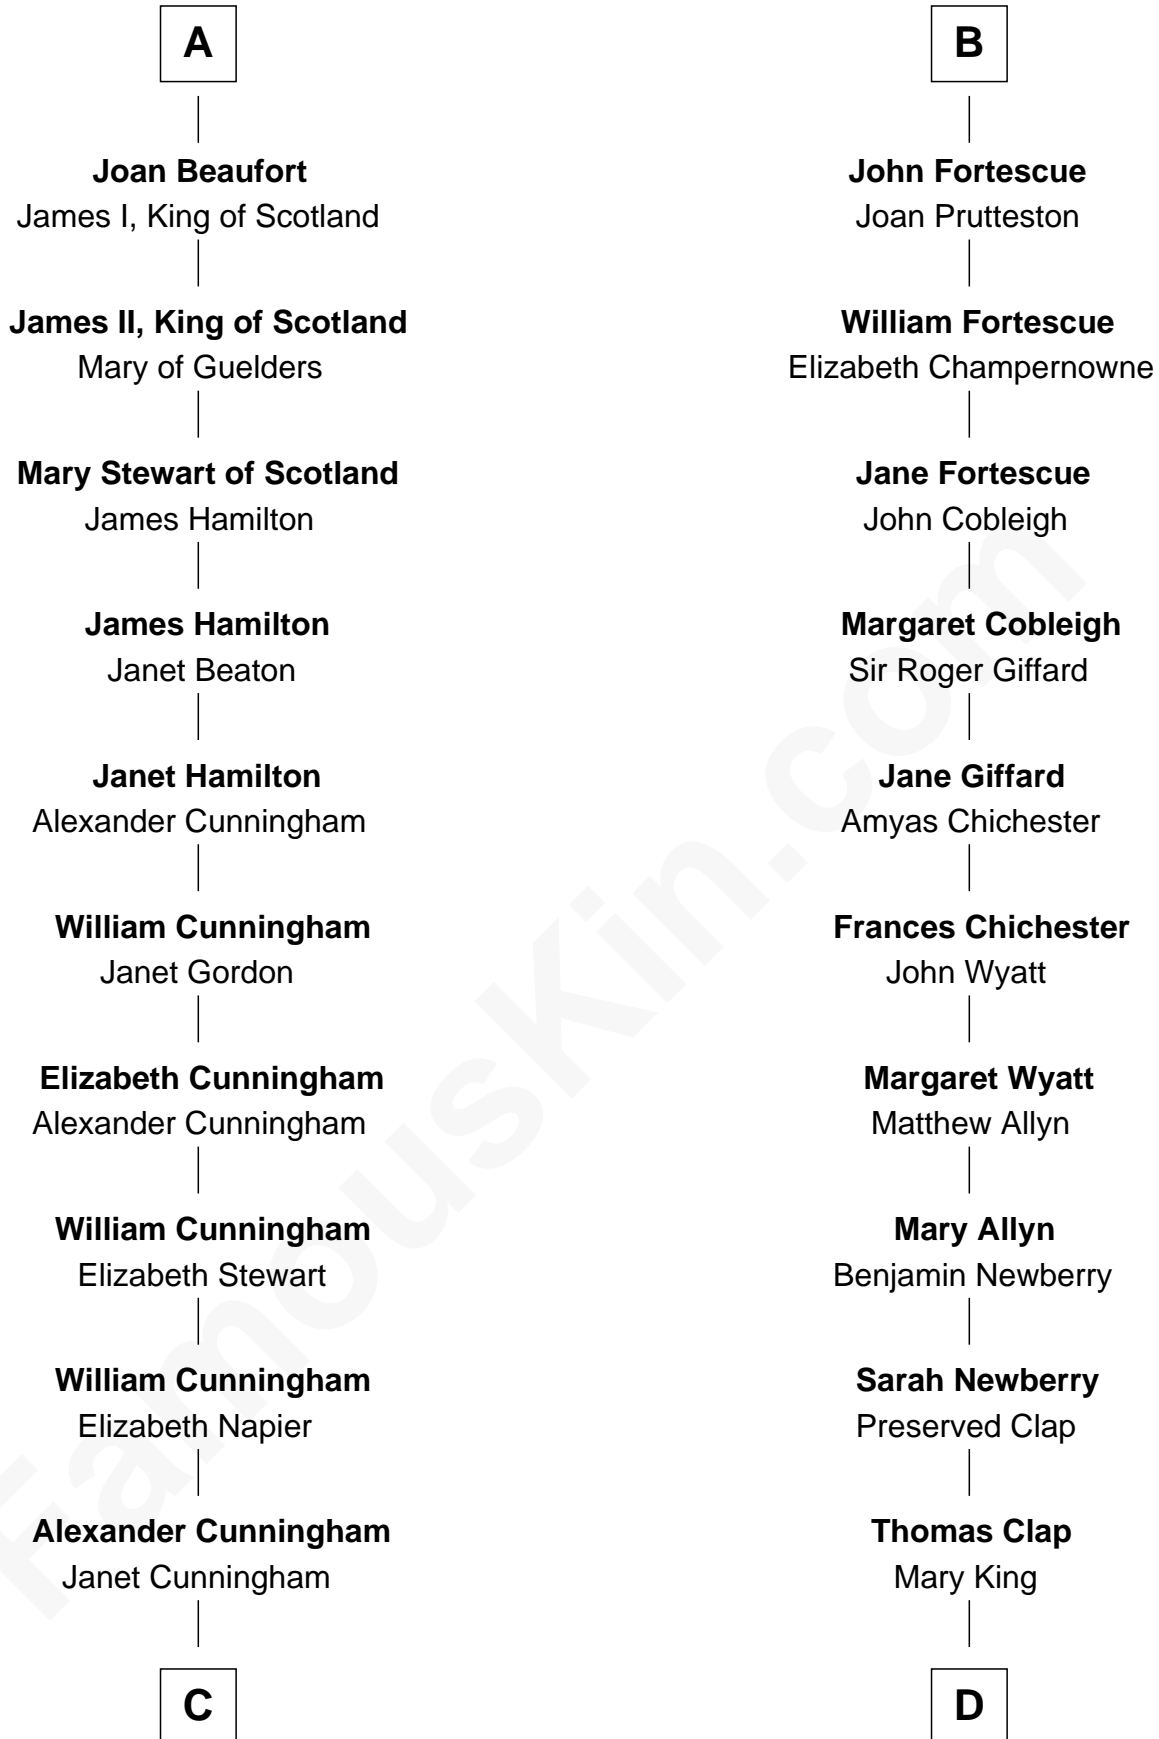 A
Joan Beaufort
James I, King of Scotland
James II, King of Scotland
Mary of Guelders
Mary Stewart of Scotland
James Hamilton
James Hamilton
Janet Beaton
Janet Hamilton
Alexander Cunningham
William Cunningham
Janet Gordon
Elizabeth Cunningham
Alexander Cunningham
William Cunningham
Elizabeth Stewart
William Cunningham
Elizabeth Napier
Alexander Cunningham
Janet Cunningham
C
B
John Fortescue
Joan Prutteston
William Fortescue
Elizabeth Champernowne
Jane Fortescue
John Cobleigh
Margaret Cobleigh
Sir Roger Giffard
Jane Giffard
Amyas Chichester
Frances Chichester
John Wyatt
Margaret Wyatt
Matthew Allyn
Mary Allyn
Benjamin Newberry
Sarah Newberry
Preserved Clap
Thomas Clap
Mary King
D
FamousKin.com